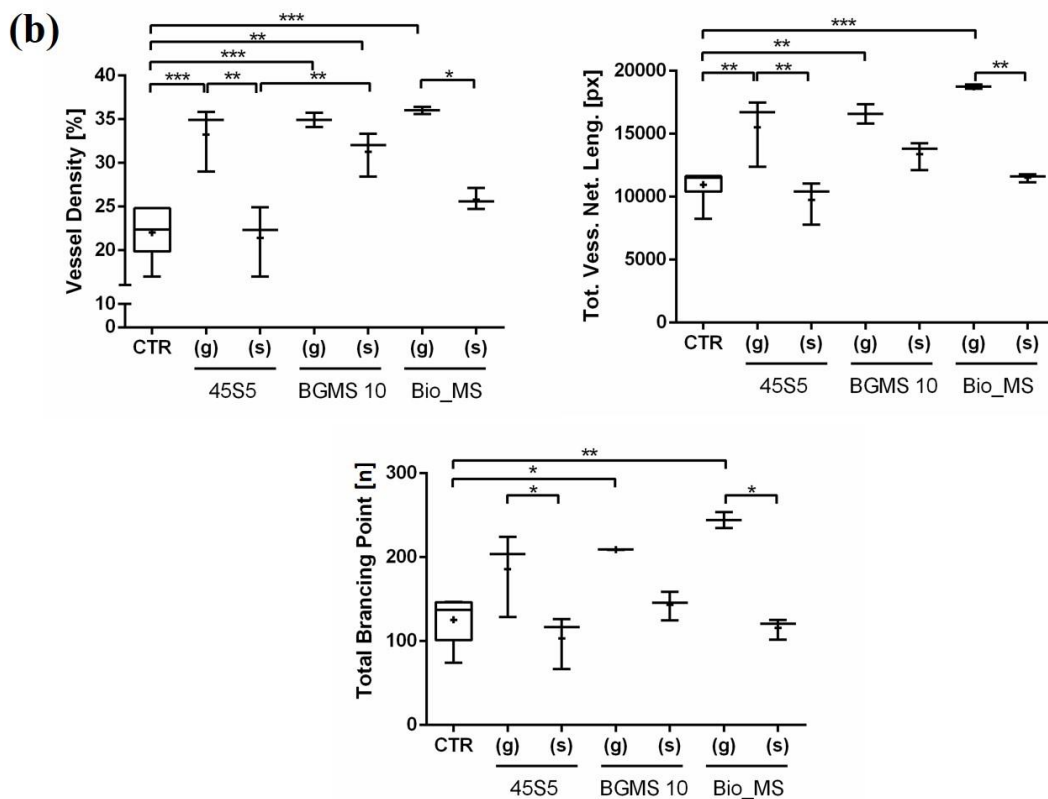 (b)
***
**
***
*** ** ** *
Vessel Density [%]
40
35
30
25
20
10
0
CTR (g) (s) (g) (s) (g) (s)
45S5 BGMS 10 Bio_MS
***
**
** ** **
Tot. Vess. Net. Leng. [px]
20000
15000
10000
5000
0
CTR (g) (s) (g) (s) (g) (s)
45S5 BGMS 10 Bio_MS
**
*
* *
Total Brancing Point [n]
300
200
100
0
CTR (g) (s) (g) (s) (g) (s)
45S5 BGMS 10 Bio_MS